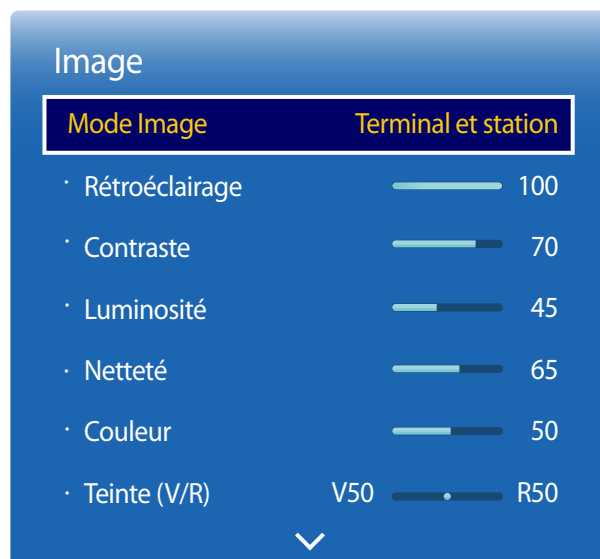 Image
Mode Image Terminal et station
· Rétroéclairage 100
· Contraste 70
· Luminosité 45
· Netteté 65
· Couleur 50
· Teinte (V/R) V50 R50